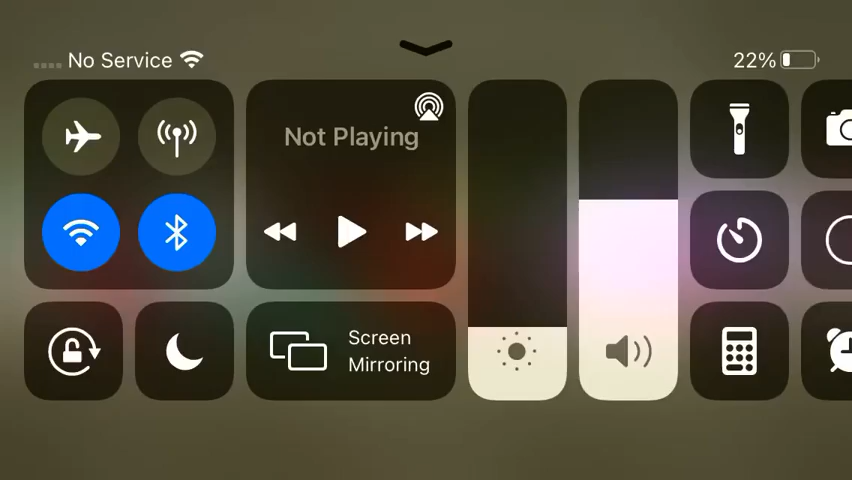 No Service
22%
Not Playing
Screen
Mirroring